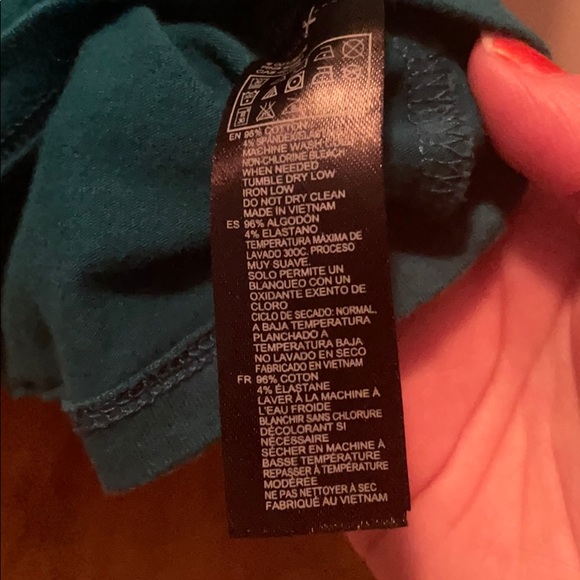 EN 96% COTTON
4% SPANDEX/ELAST
MACHINE WASH
NON-CHLORINE BLEACH
WHEN NEEDED
TUMBLE DRY LOW
IRON LOW
DO NOT DRY CLEAN
MADE IN VIETNAM
ES 96% ALGODÓN
4% ELASTANO
TEMPERATURA MÁXIMA DE
LAVADO 30OC. PROCESO
MUY SUAVE.
SOLO PERMITE UN
BLANQUEO CON UN
OXIDANTE EXENTO DE
CLORO
CICLO DE SECADO: NORMAL,
A BAJA TEMPERATURA
PLANCHADO A
TEMPERATURA BAJA
NO LAVADO EN SECO
FABRICADO EN VIETNAM
FR 96% COTON
4% ÉLASTANE
LAVER À LA MACHINE À
L'EAU FROIDE
BLANCHIR SANS CHLORURE
DÉCOLORANT SI
NÉCESSAIRE
SÉCHER EN MACHINE À
BASSE TEMPÉRATURE
REPASSER À TEMPÉRATURE
MODÉRÉE
NE PAS NETTOYER À SEC
FABRIQUÉ AU VIETNAM